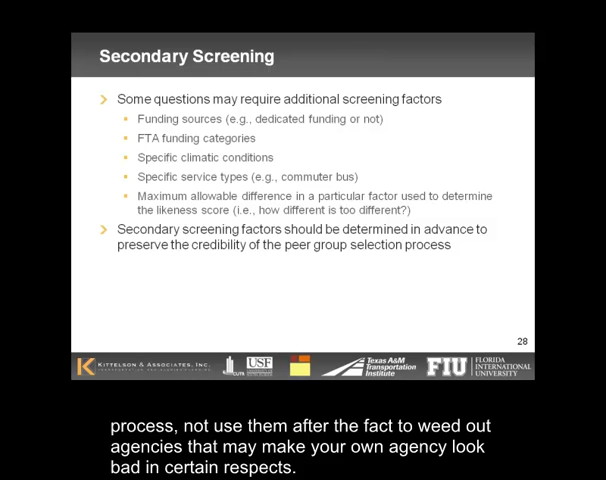 Secondary Screening
Some questions may require additional screening factors
Funding sources (e.g., dedicated funding or not)
FTA funding categories
Specific climatic conditions
Specific service types (e.g., commuter bus)
Maximum allowable difference in a particular factor used to determine
the likeness score (i.e., how different is too different?)
Secondary screening factors should be determined in advance to
preserve the credibility of the peer group selection process
28
KITTELSON & ASSOCIATES, INC.
CUTR
USF
Texas A&M
Transportation
Institute
FIU
FLORIDA
INTERNATIONAL
UNIVERSITY
process, not use them after the fact to weed out
agencies that may make your own agency look
bad in certain respects.